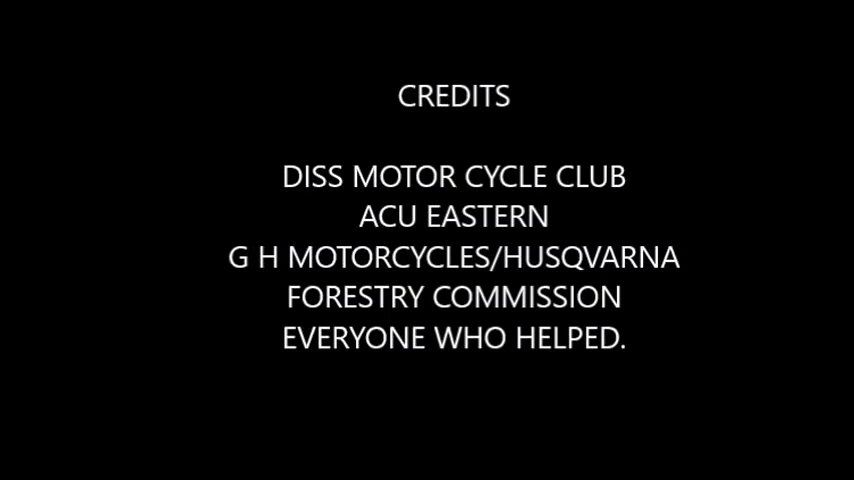 CREDITS
DISS MOTOR CYCLE CLUB
ACU EASTERN
G H MOTORCYCLES/HUSQVARNA
FORESTRY COMMISSION
EVERYONE WHO HELPED.